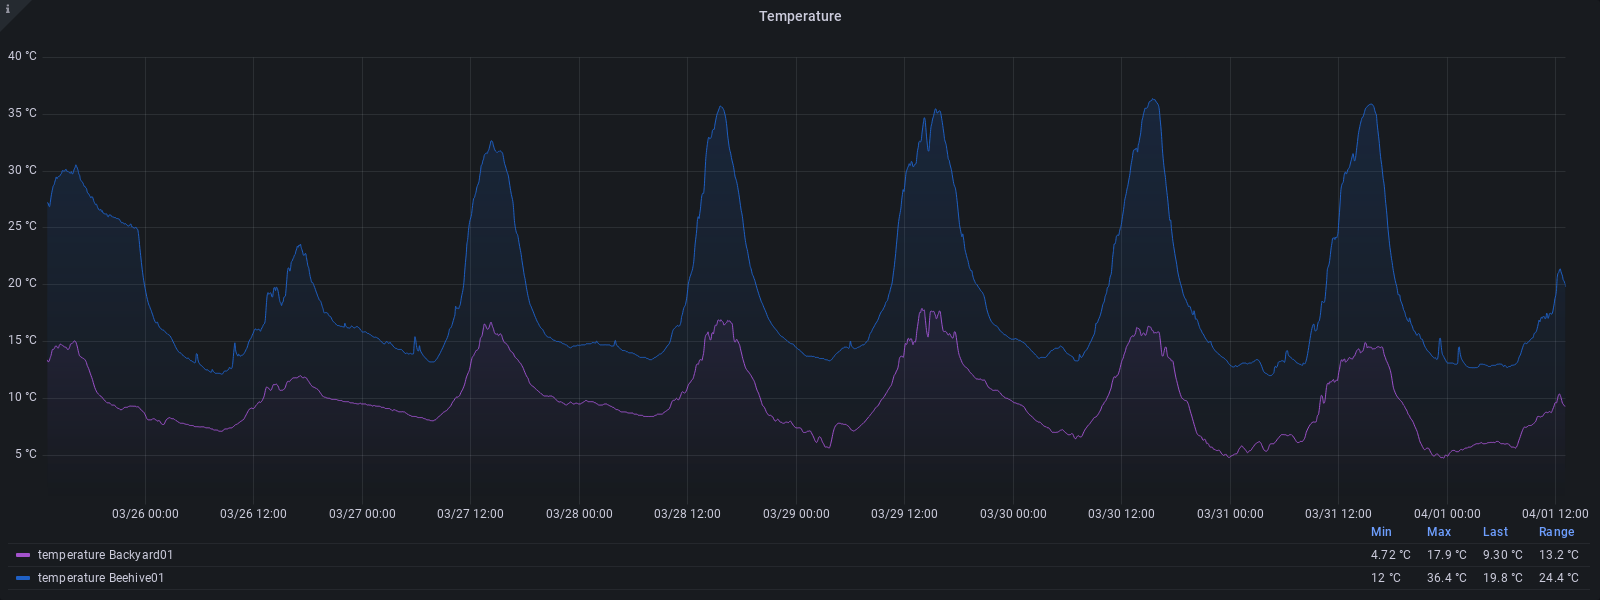 i
Temperature
40 °C
35 °C
30 °C
25 °C
20 °C
15 °C
10 °C
5 °C
03/26 00:00 03/26 12:00 03/27 00:00 03/27 12:00 03/28 00:00 03/28 12:00 03/29 00:00 03/29 12:00 03/30 00:00 03/30 12:00 03/31 00:00 03/31 12:00 04/01 00:00 04/01 12:00
Min Max Last Range
temperature Backyard01 4.72 °C 17.9 °C 9.30 °C 13.2 °C
temperature Beehive01 12 °C 36.4 °C 19.8 °C 24.4 °C